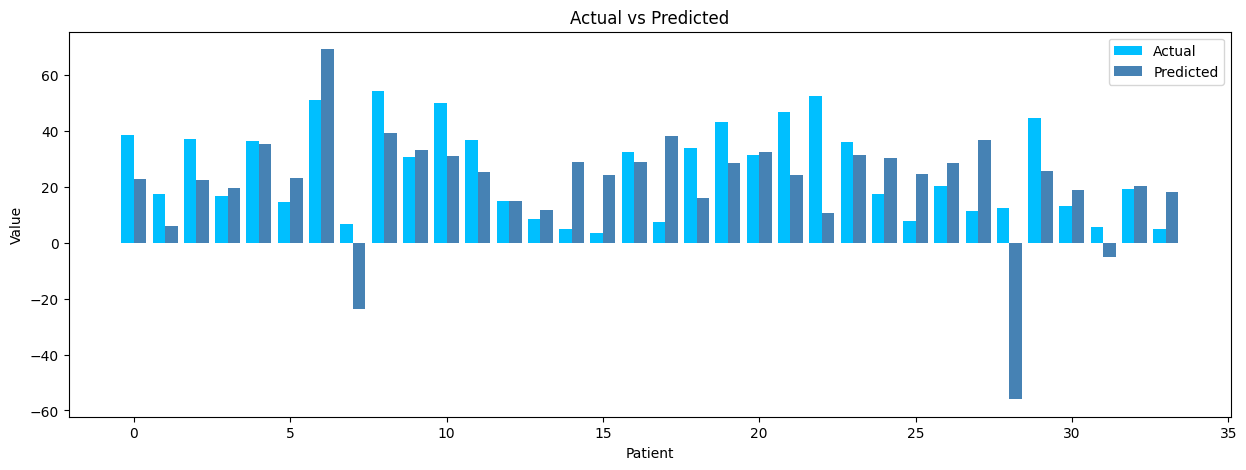 Actual vs Predicted
Actual
Predicted
Value
60
40
20
0
−20
−40
−60
0 5 10 15 20 25 30 35
Patient